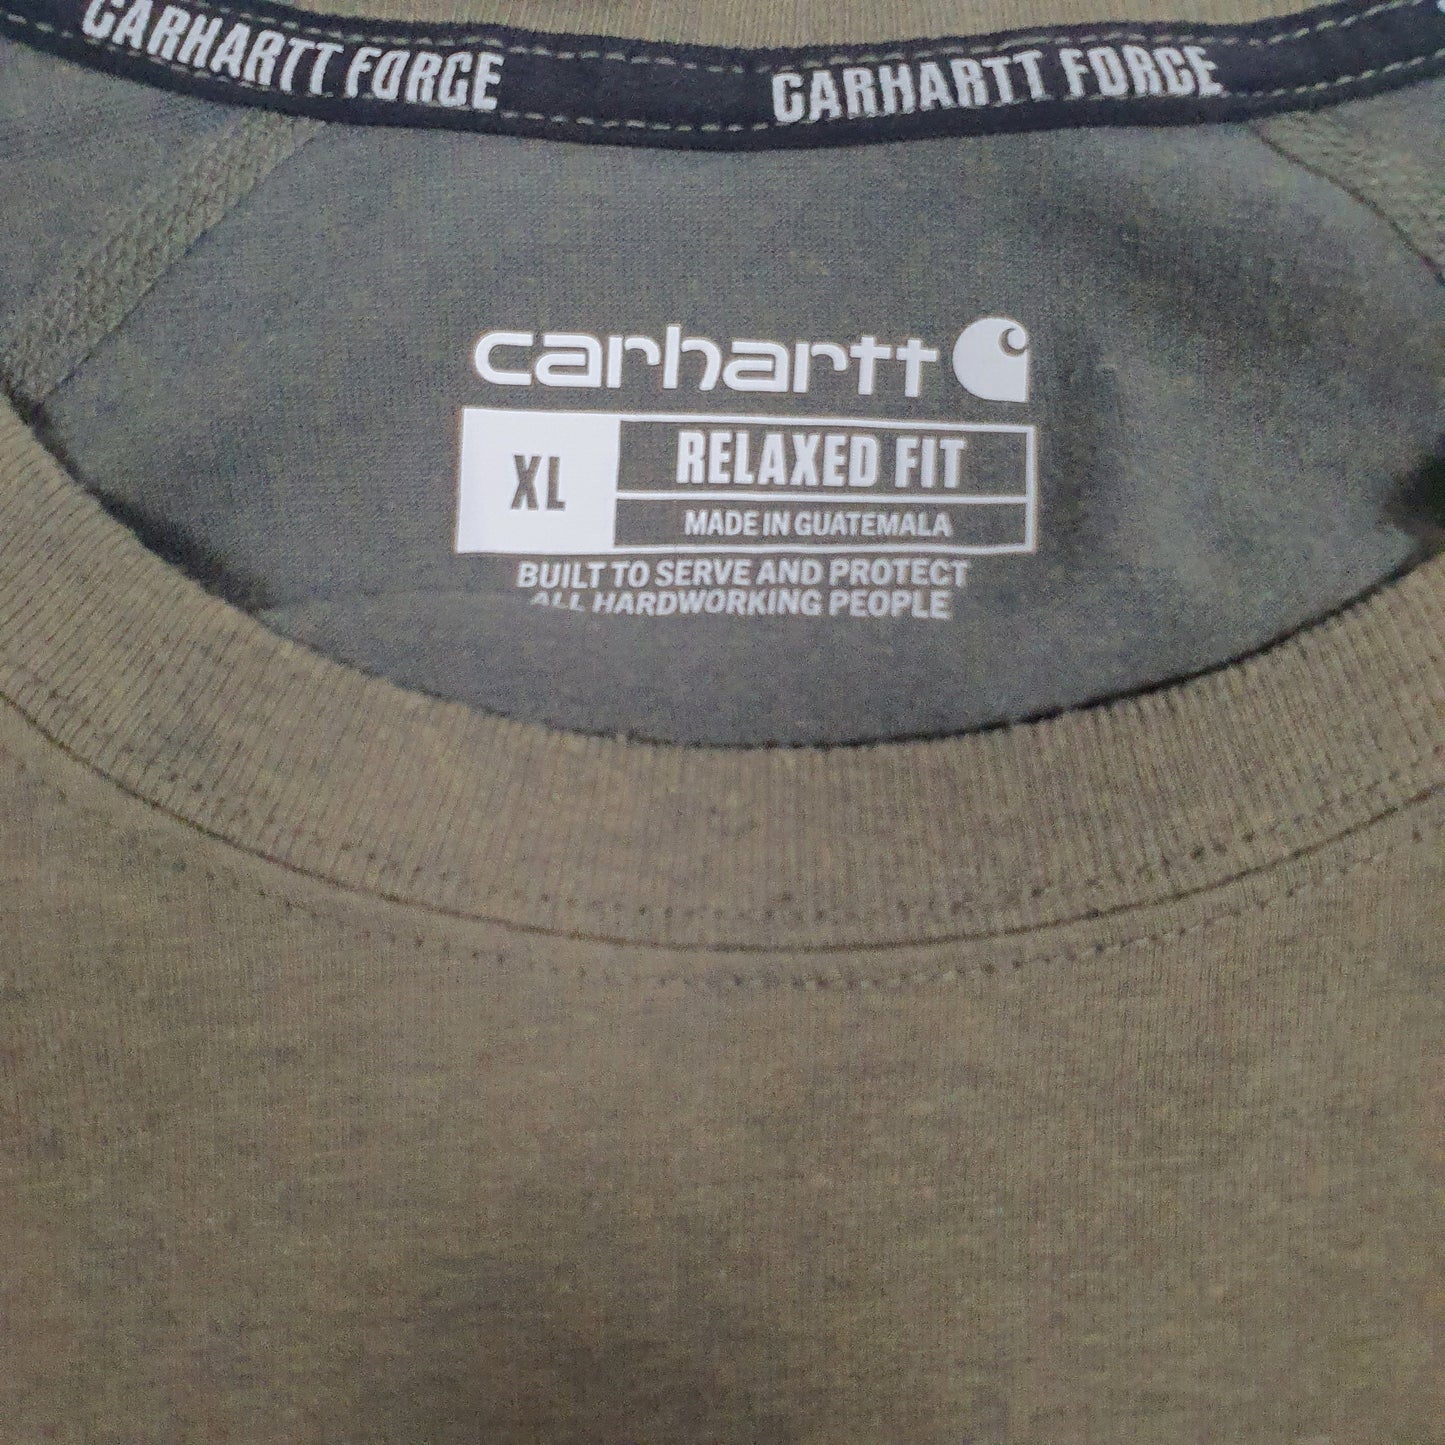 CARHARTT FORCE CARHARTT FORCE
carhartt
XL RELAXED FIT
MADE IN GUATEMALA
BUILT TO SERVE AND PROTECT
ALL HARDWORKING PEOPLE